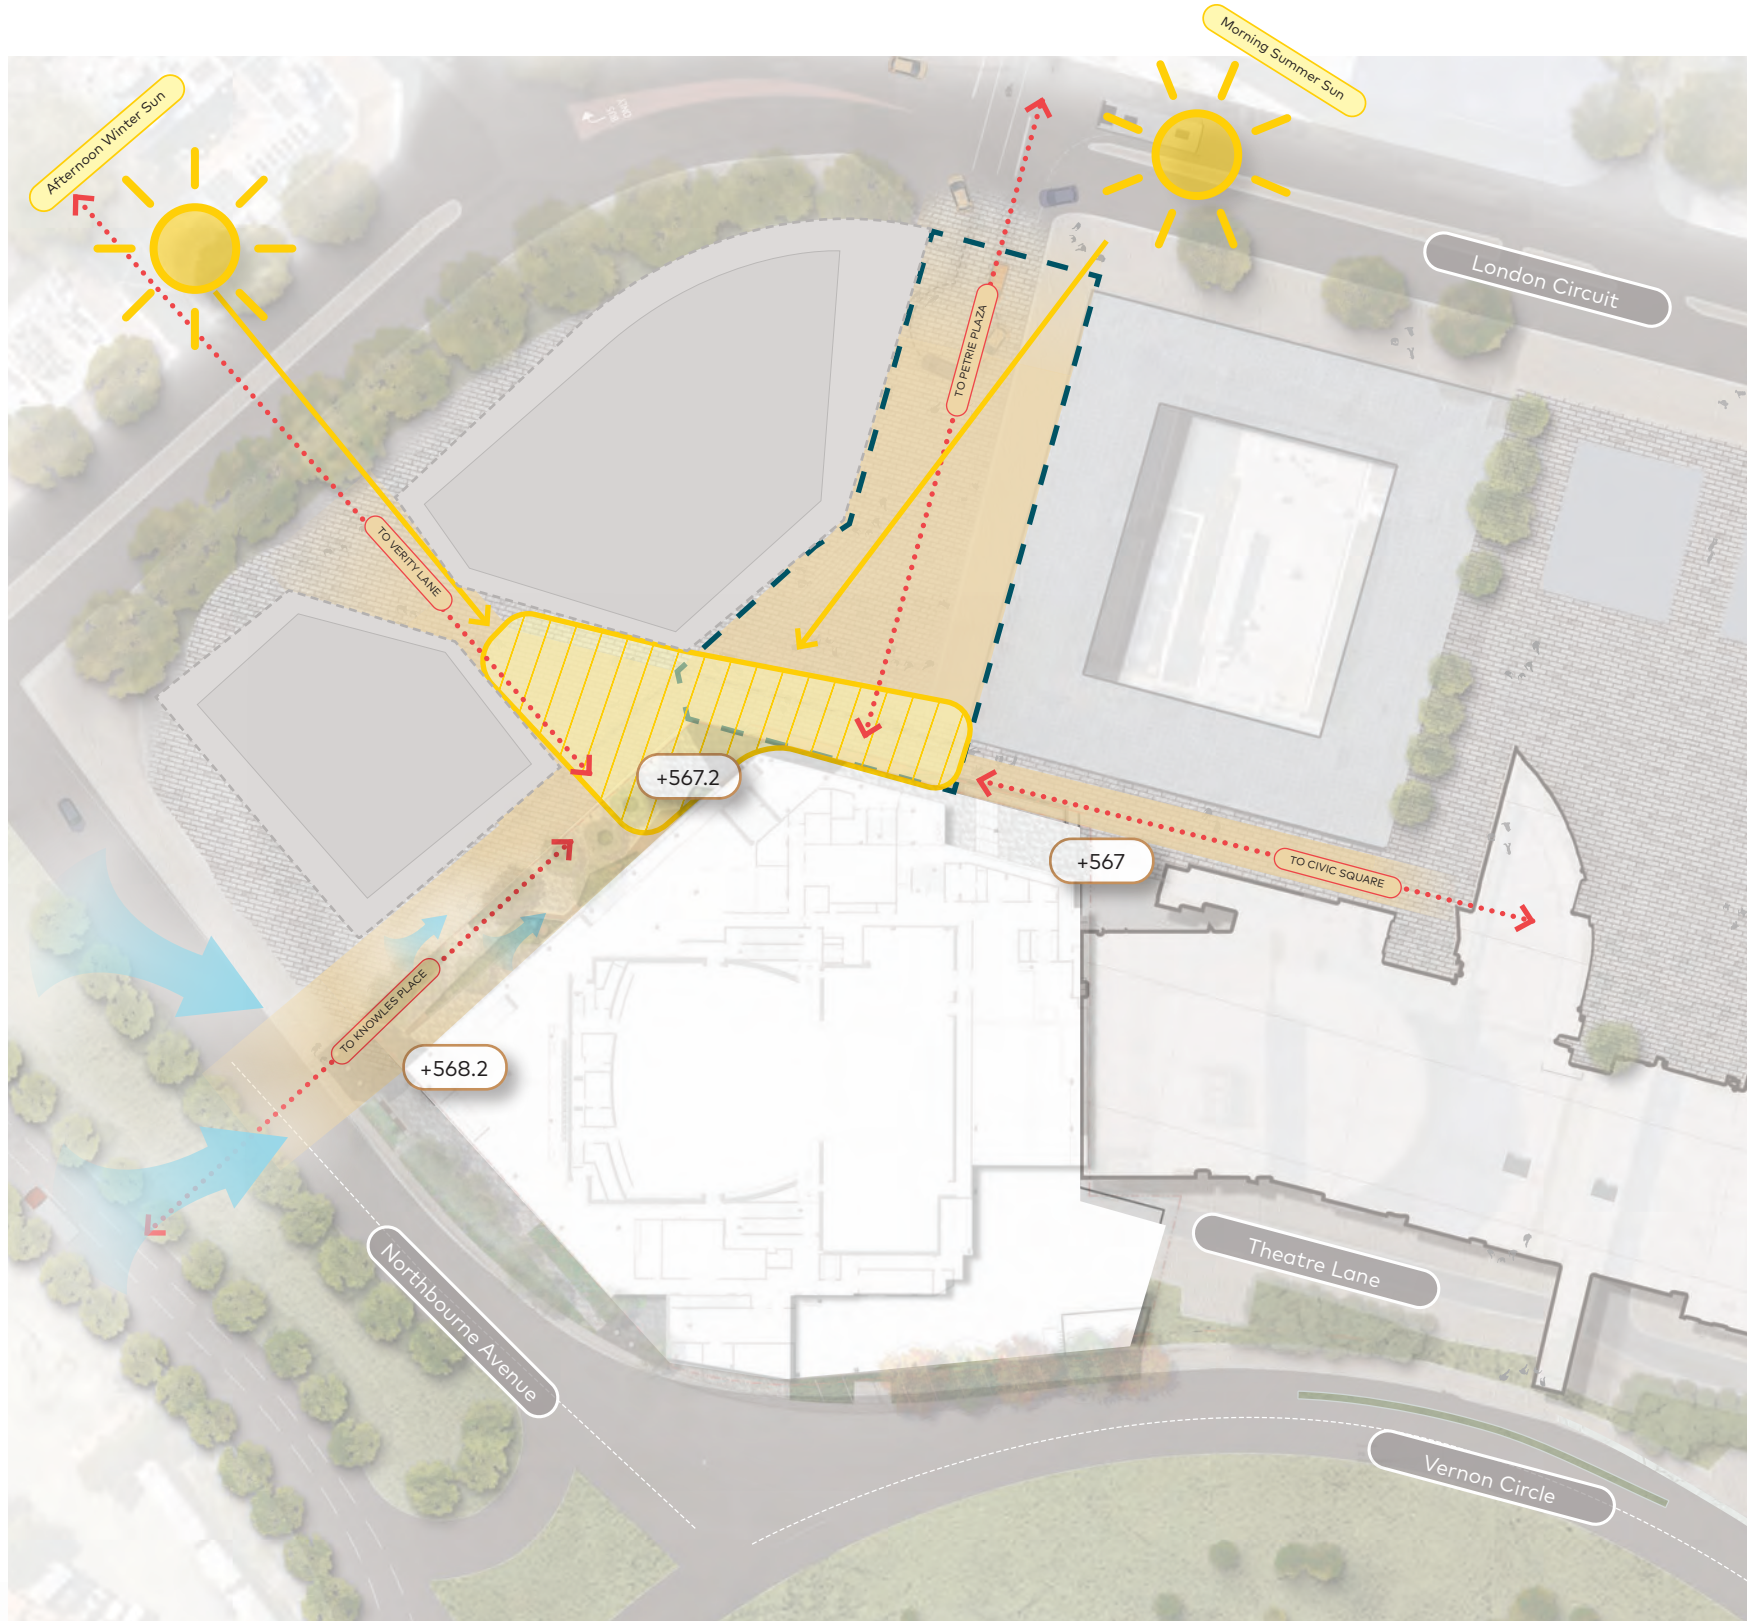 Morning Summer Sun
Afternoon Winter Sun
London Circuit
TO PETRIE PLAZA
TO VERITY LANE
+567.2
+567
TO CIVIC SQUARE
TO KNOWLES PLACE
+568.2
Northbourne Avenue
Theatre Lane
Vernon Circle